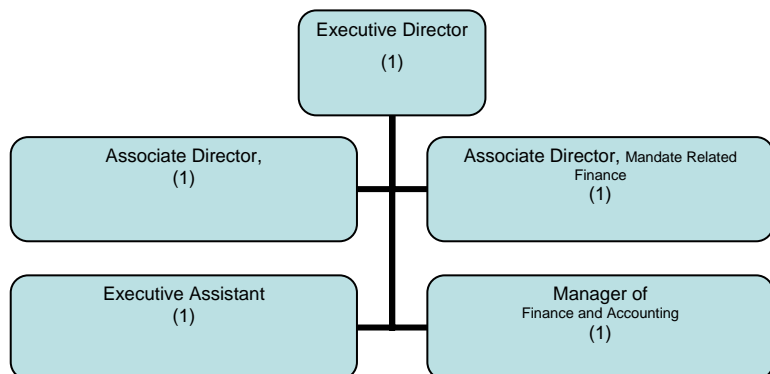 Executive Director
(1)
Associate Director,
(1)
Associate Director, Mandate Related
Finance
(1)
Executive Assistant
(1)
Manager of
Finance and Accounting
(1)